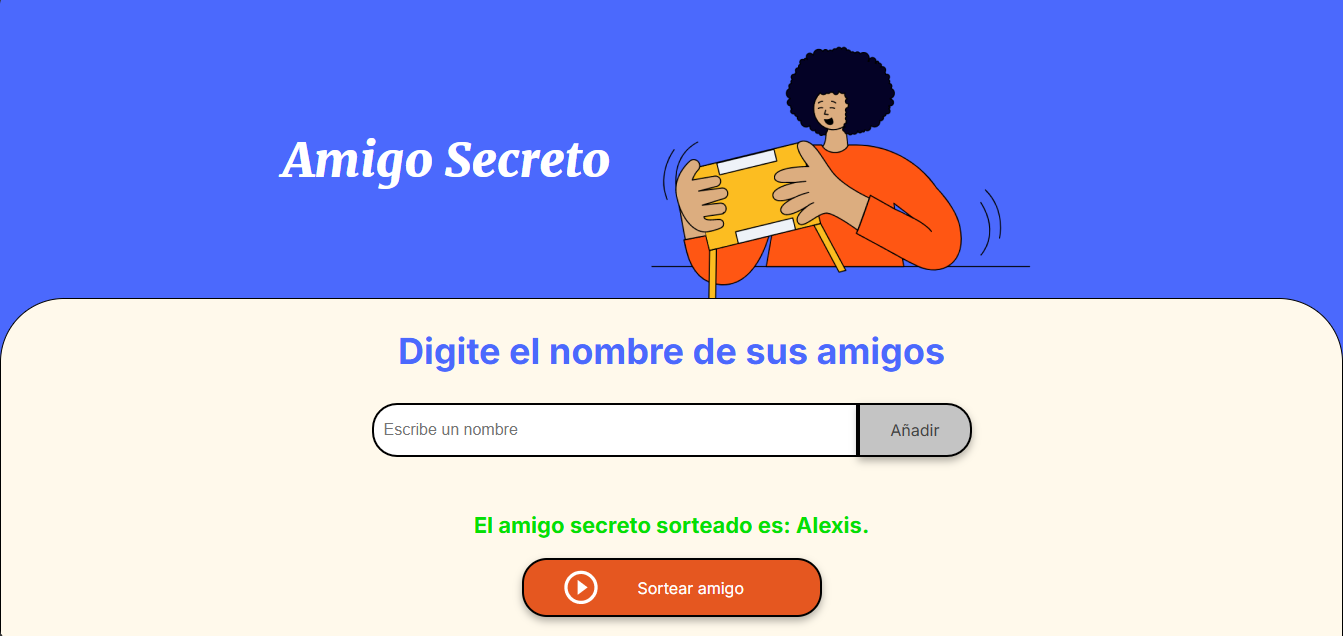 Amigo Secreto
Digite el nombre de sus amigos
Escribe un nombre
Añadir
El amigo secreto sorteado es: Alexis.
Sortear amigo